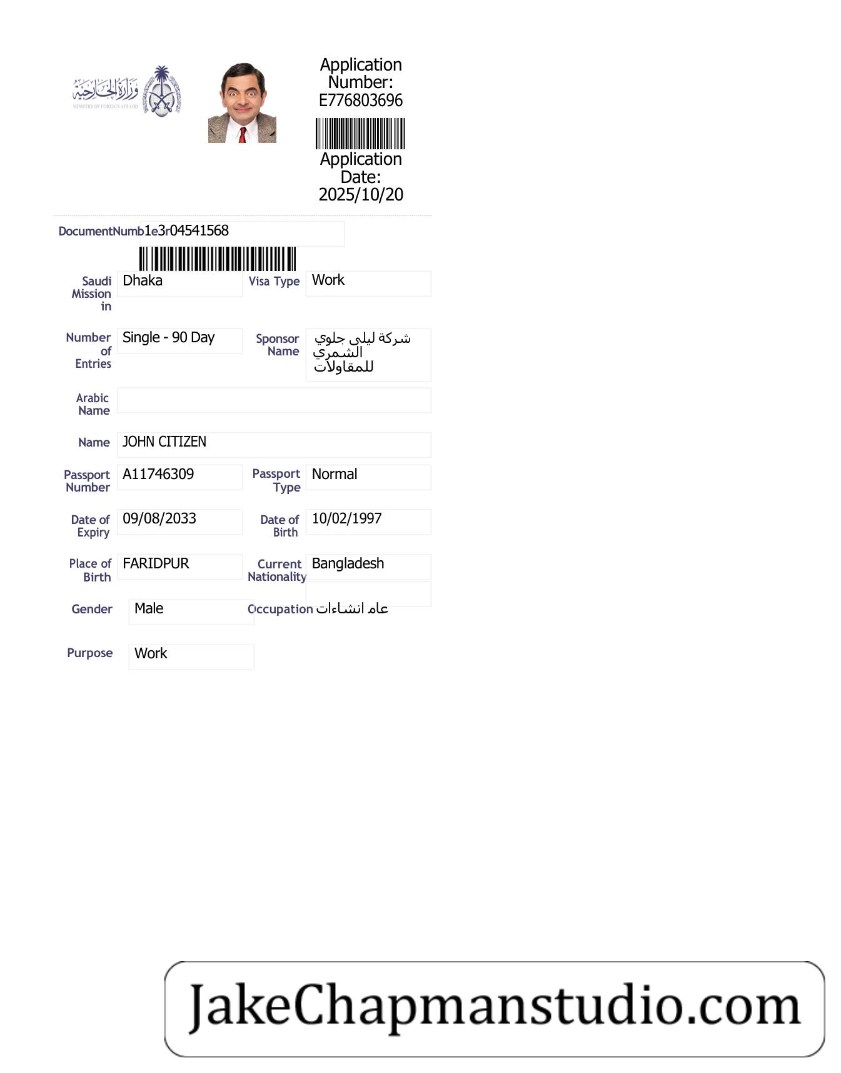 وزارة الخارجية
MINISTRY OF FOREIGN AFFAIRS
Application
Number:
E776803696
Application
Date:
2025/10/20
DocumentNumb1e3r04541568
Saudi Mission in Dhaka Visa Type Work
Number of Entries Single - 90 Day Sponsor Name شركة ليلى جلوي
الشمري
للمقاولات
Arabic Name
Name JOHN CITIZEN
Passport Number A11746309 Passport Type Normal
Date of Expiry 09/08/2033 Date of Birth 10/02/1997
Place of Birth FARIDPUR Current Nationality Bangladesh
Gender Male Occupation عام انشاءات
Purpose Work
JakeChapmanstudio.com